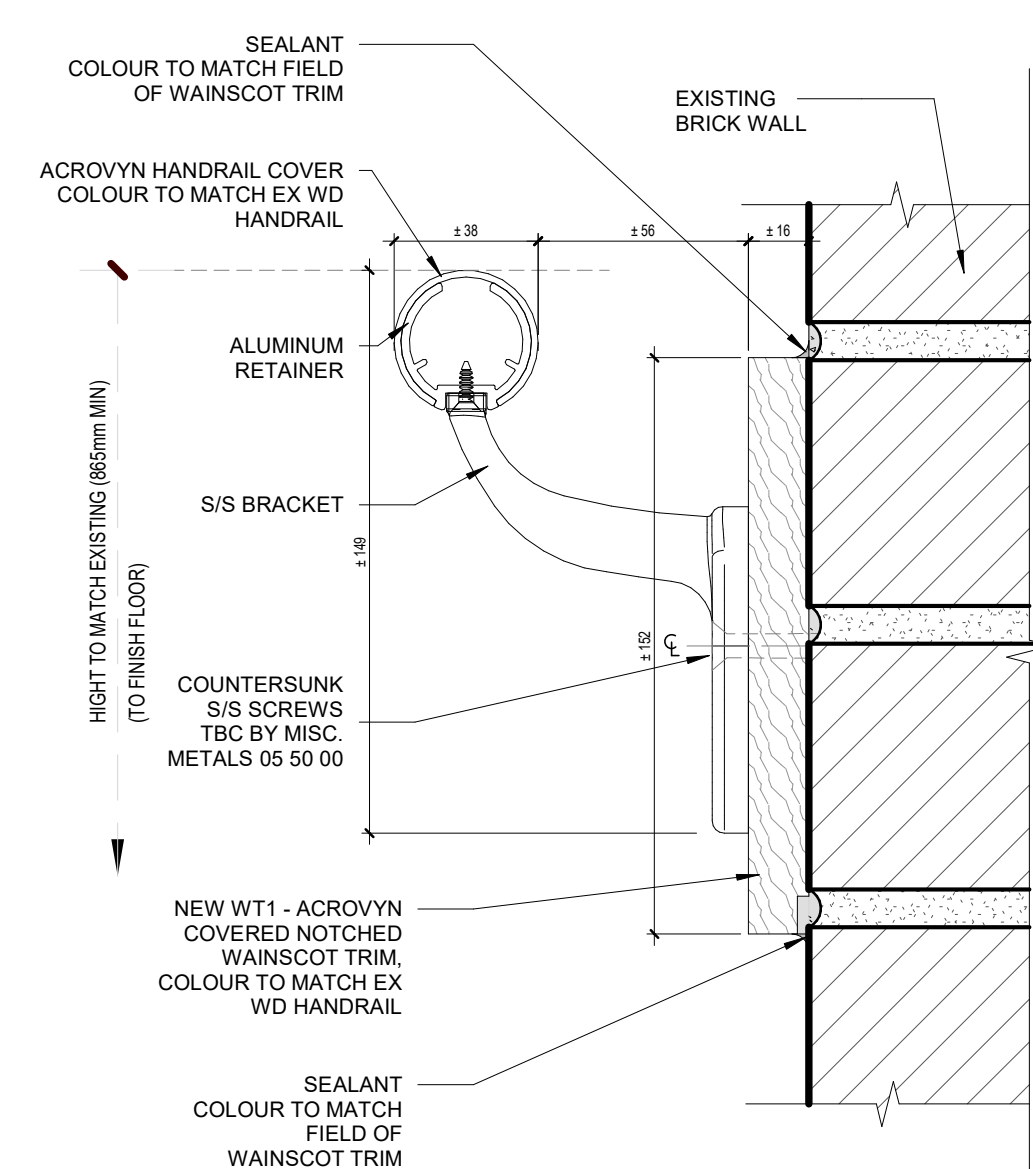 SEALANT
COLOUR TO MATCH FIELD
OF WAINSCOT TRIM
EXISTING
BRICK WALL
ACROVYN HANDRAIL COVER
COLOUR TO MATCH EX WD
HANDRAIL
± 38
± 56
± 16
ALUMINUM
RETAINER
HIGHT TO MATCH EXISTING (865mm MIN)
(TO FINISH FLOOR)
S/S BRACKET
± 149
± 152
℄
COUNTERSUNK
S/S SCREWS
TBC BY MISC.
METALS 05 50 00
NEW WT1 - ACROVYN
COVERED NOTCHED
WAINSCOT TRIM,
COLOUR TO MATCH EX
WD HANDRAIL
SEALANT
COLOUR TO MATCH
FIELD OF
WAINSCOT TRIM